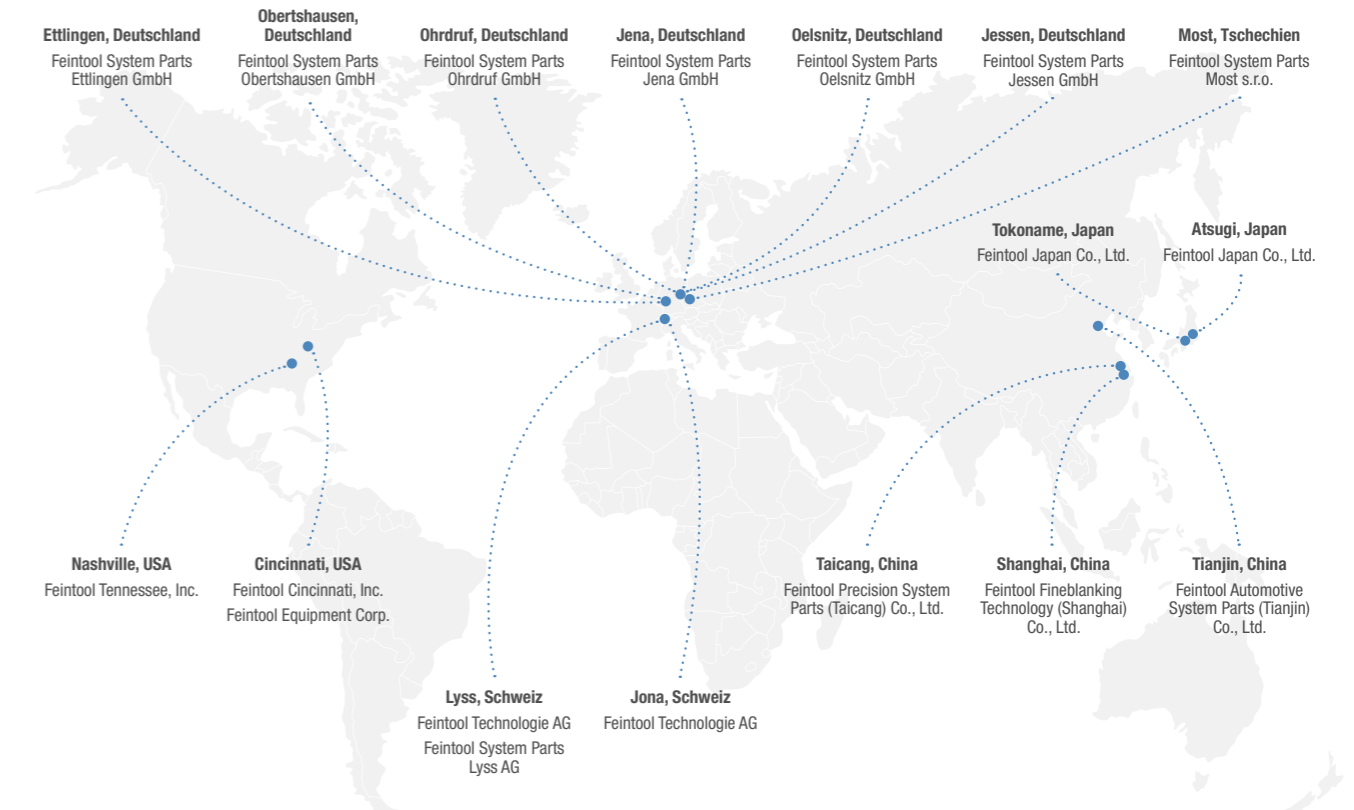 Ettlingen, Deutschland
Feintool System Parts
Ettlingen GmbH
Obertshausen,
Deutschland
Feintool System Parts
Obertshausen GmbH
Ohrdruf, Deutschland
Feintool System Parts
Ohrdruf GmbH
Jena, Deutschland
Feintool System Parts
Jena GmbH
Oelsnitz, Deutschland
Feintool System Parts
Oelsnitz GmbH
Jessen, Deutschland
Feintool System Parts
Jessen GmbH
Most, Tschechien
Feintool System Parts
Most s.r.o.
Tokoname, Japan
Feintool Japan Co., Ltd.
Atsugi, Japan
Feintool Japan Co., Ltd.
Nashville, USA
Feintool Tennessee, Inc.
Cincinnati, USA
Feintool Cincinnati, Inc.
Feintool Equipment Corp.
Taicang, China
Feintool Precision System
Parts (Taicang) Co., Ltd.
Shanghai, China
Feintool Fineblanking
Technology (Shanghai)
Co., Ltd.
Tianjin, China
Feintool Automotive
System Parts (Tianjin)
Co., Ltd.
Lyss, Schweiz
Feintool Technologie AG
Feintool System Parts
Lyss AG
Jona, Schweiz
Feintool Technologie AG